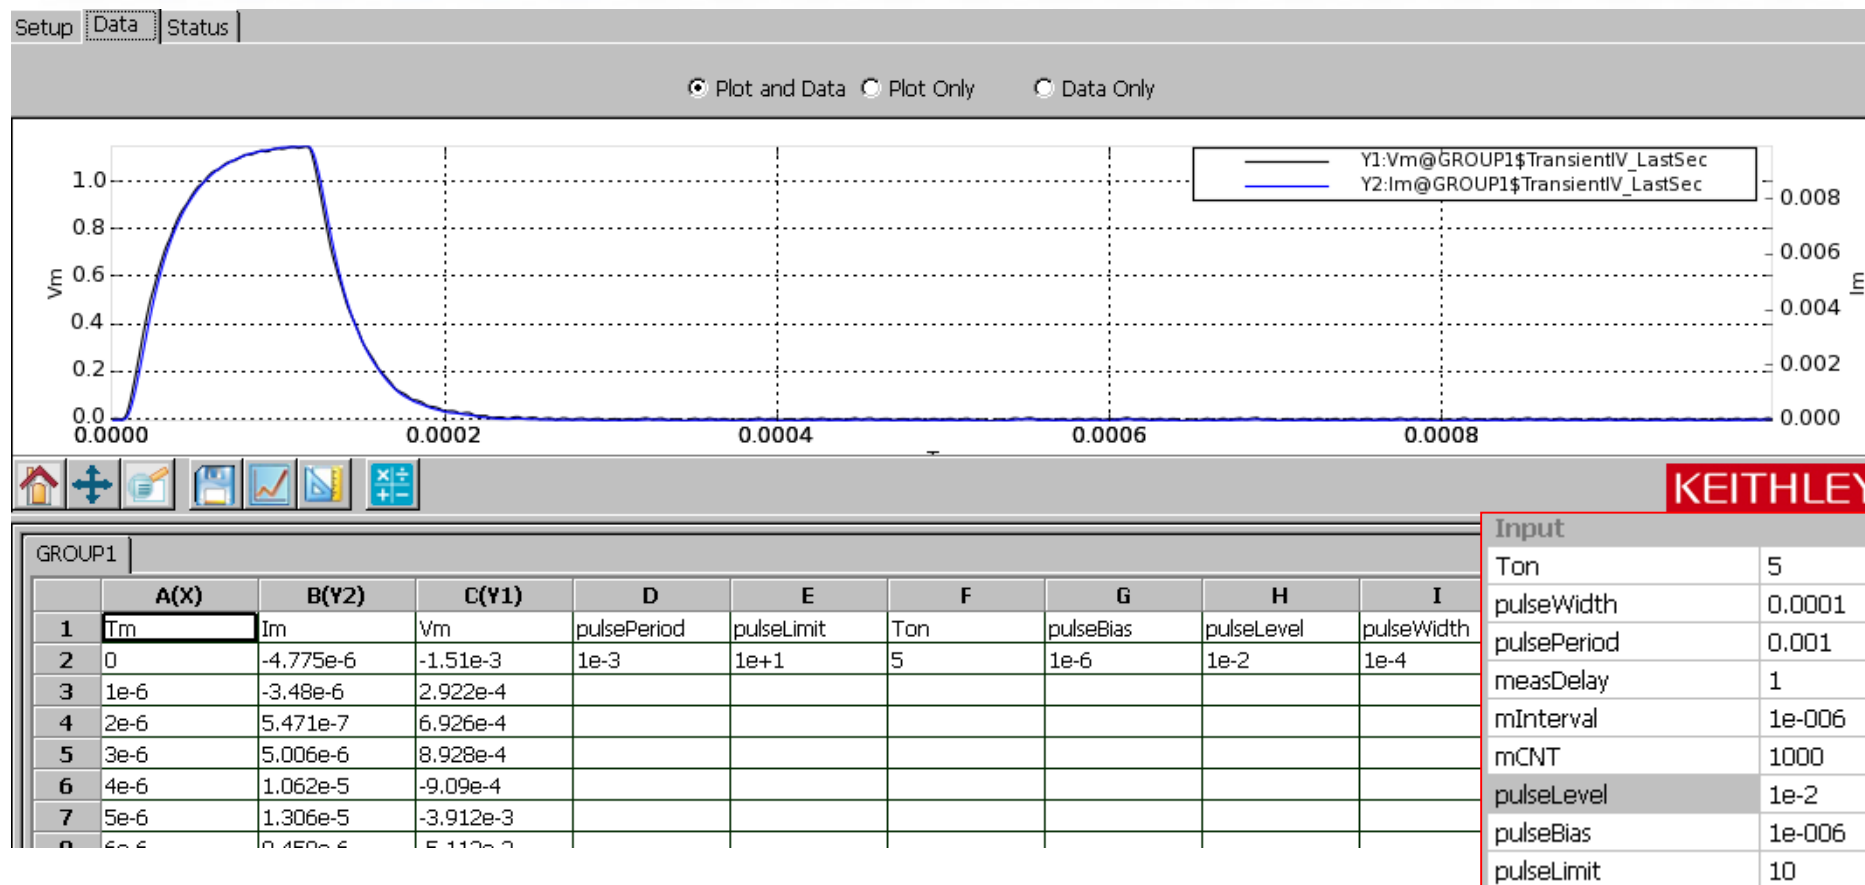 Setup Data Status
Plot and Data Plot Only Data Only
Y1:Vm@GROUP1$TransientIV_LastSec
Y2:Im@GROUP1$TransientIV_LastSec
1.0
0.8
0.6
0.4
0.2
0.0
Vm
0.008
0.006
0.004
0.002
0.000
Im
0.0000 0.0002 0.0004 0.0006 0.0008
KEITHLEY
GROUP1
A(X) B(Y2) C(Y1) D E F G H I
1 Tm Im Vm pulsePeriod pulseLimit Ton pulseBias pulseLevel pulseWidth
2 0 -4.775e-6 -1.51e-3 1e-3 1e+1 5 1e-6 1e-2 1e-4
3 1e-6 -3.48e-6 2.922e-4
4 2e-6 5.471e-7 6.926e-4
5 3e-6 5.006e-6 8.928e-4
6 4e-6 1.062e-5 -9.09e-4
7 5e-6 1.306e-5 -3.912e-3
Input
Ton 5
pulseWidth 0.0001
pulsePeriod 0.001
measDelay 1
mInterval 1e-006
mCNT 1000
pulseLevel 1e-2
pulseBias 1e-006
pulseLimit 10